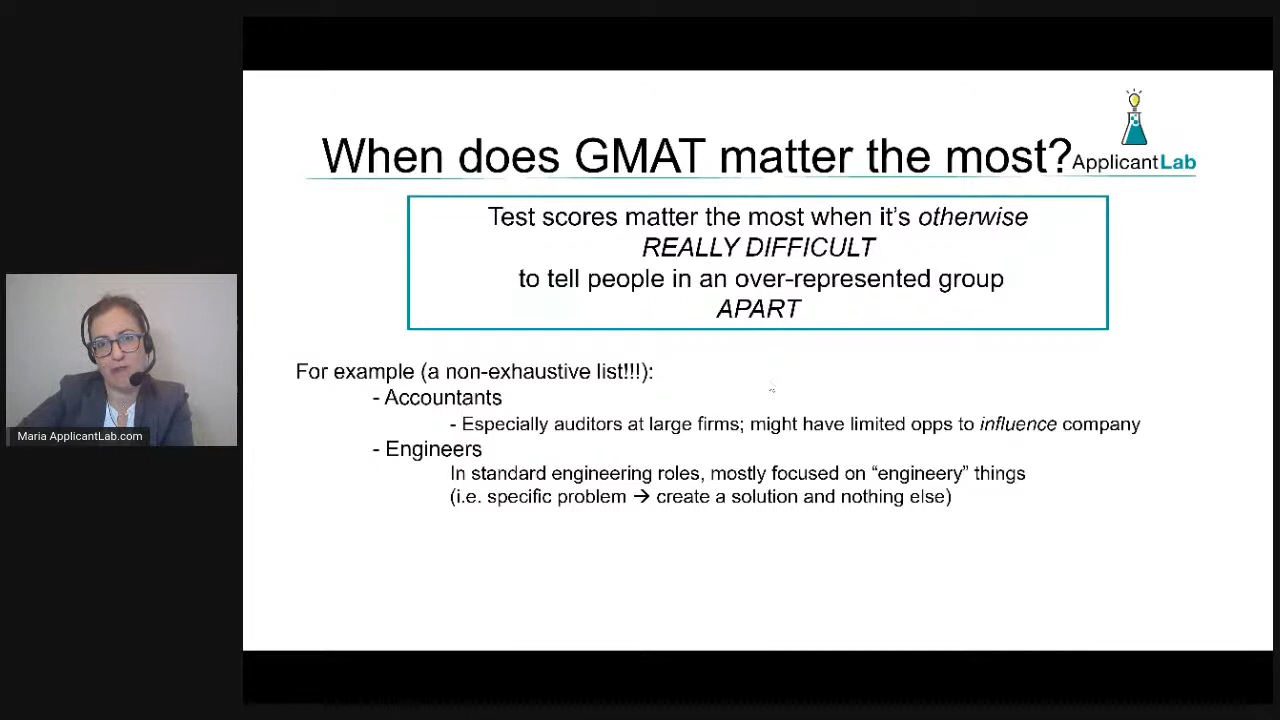 When does GMAT matter the most?
ApplicantLab
Test scores matter the most when it's otherwise
REALLY DIFFICULT
to tell people in an over-represented group
APART
For example (a non-exhaustive list!!!):
- Accountants
- Especially auditors at large firms; might have limited opps to influence company
- Engineers
In standard engineering roles, mostly focused on “engineery” things
(i.e. specific problem → create a solution and nothing else)
Maria ApplicantLab.com